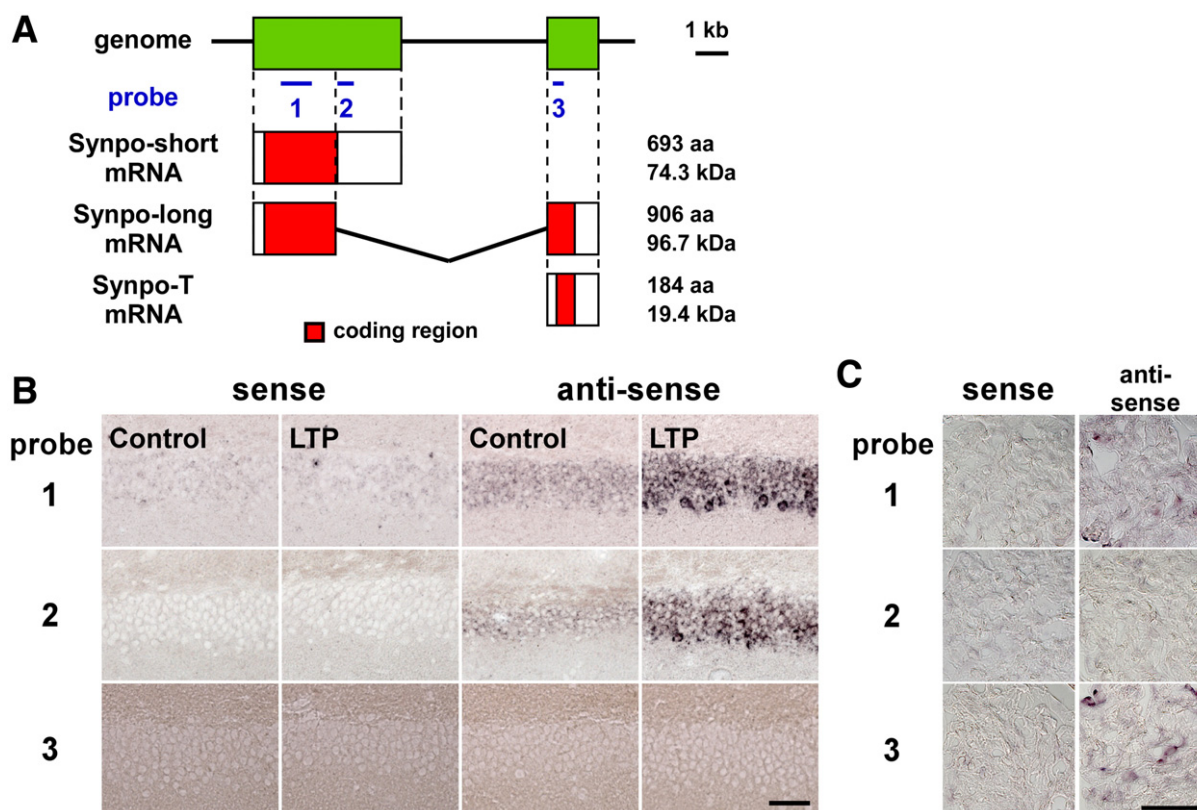 A
genome
1 kb
probe
1
2
3
Synpo-short
mRNA
693 aa
74.3 kDa
Synpo-long
mRNA
906 aa
96.7 kDa
Synpo-T
mRNA
184 aa
19.4 kDa
coding region
B
sense
anti-sense
probe
Control
LTP
Control
LTP
1
2
3
C
sense
anti-
sense
probe
1
2
3